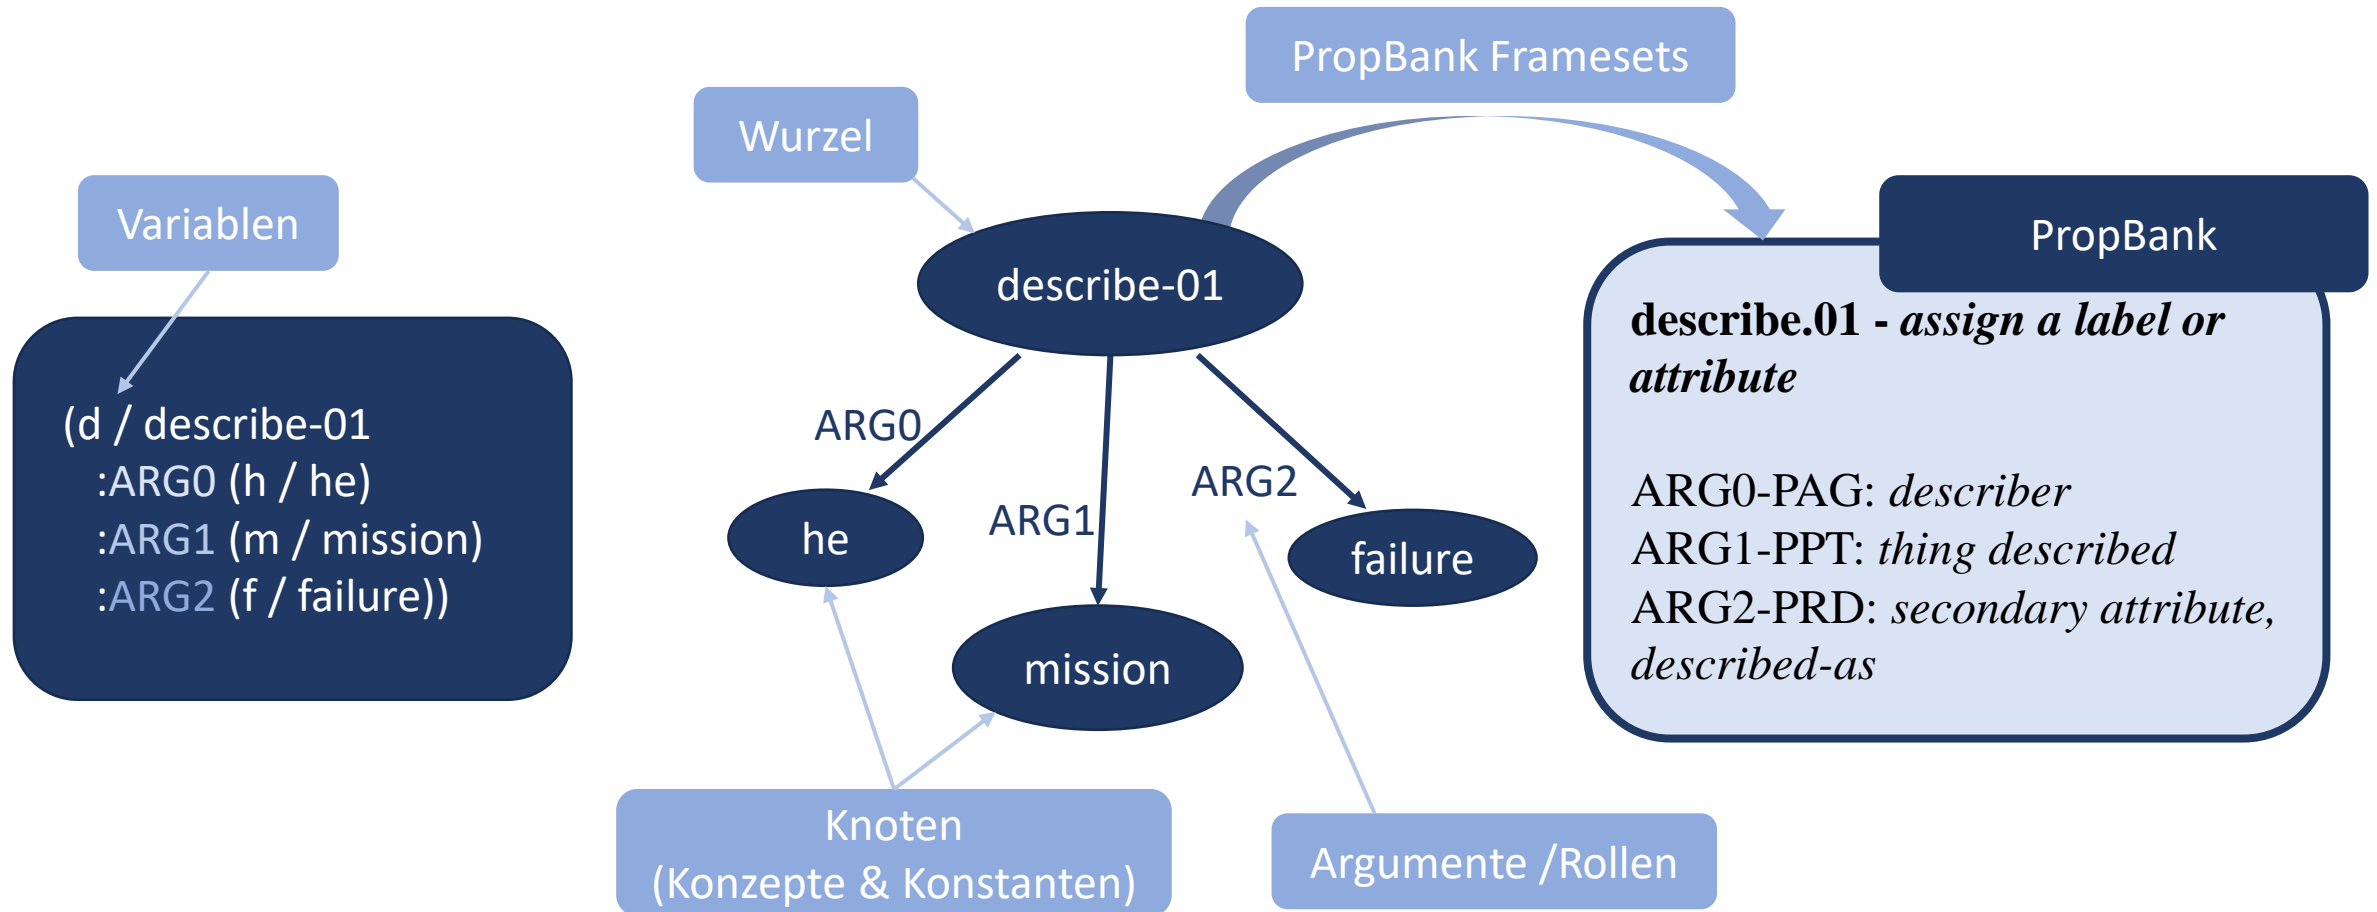 PropBank Framesets
Wurzel
Variablen
PropBank
describe-01
describe.01 - assign a label or
attribute
(d / describe-01
:ARG0 (h / he)
:ARG1 (m / mission)
:ARG2 (f / failure))
ARG0
ARG1
ARG2
he
mission
failure
ARG0-PAG: describer
ARG1-PPT: thing described
ARG2-PRD: secondary attribute,
described-as
Knoten
(Konzepte & Konstanten)
Argumente /Rollen